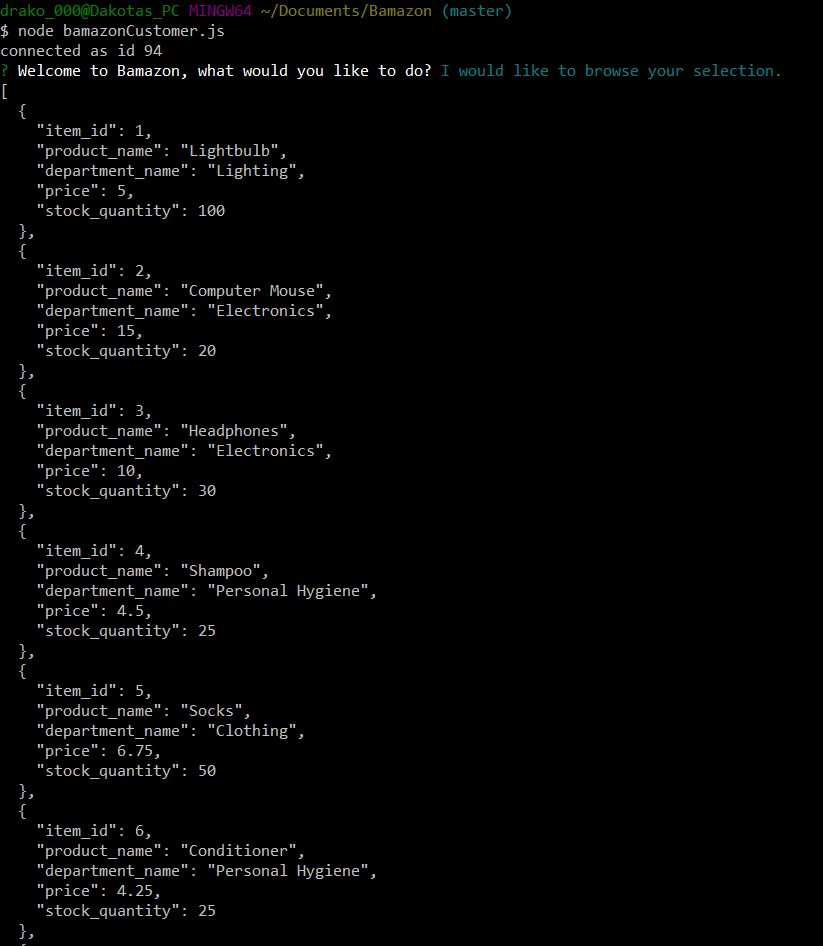 drako_000@Dakotas_PC MINGW64 ~/Documents/Bamazon (master)
$ node bamazonCustomer.js
connected as id 94
? Welcome to Bamazon, what would you like to do? I would like to browse your selection.
[
  {
    "item_id": 1,
    "product_name": "Lightbulb",
    "department_name": "Lighting",
    "price": 5,
    "stock_quantity": 100
  },
  {
    "item_id": 2,
    "product_name": "Computer Mouse",
    "department_name": "Electronics",
    "price": 15,
    "stock_quantity": 20
  },
  {
    "item_id": 3,
    "product_name": "Headphones",
    "department_name": "Electronics",
    "price": 10,
    "stock_quantity": 30
  },
  {
    "item_id": 4,
    "product_name": "Shampoo",
    "department_name": "Personal Hygiene",
    "price": 4.5,
    "stock_quantity": 25
  },
  {
    "item_id": 5,
    "product_name": "Socks",
    "department_name": "Clothing",
    "price": 6.75,
    "stock_quantity": 50
  },
  {
    "item_id": 6,
    "product_name": "Conditioner",
    "department_name": "Personal Hygiene",
    "price": 4.25,
    "stock_quantity": 25
  },
  {